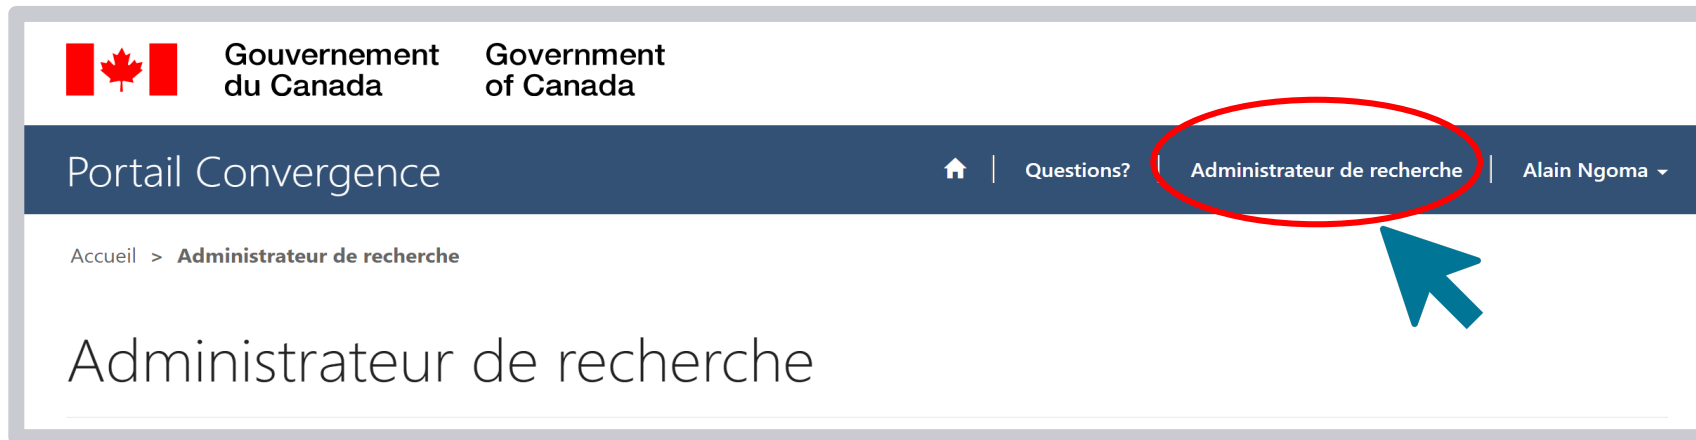 Gouvernement
du Canada
Government
of Canada
Portail Convergence
Questions?
Administrateur de recherche
Alain Ngoma
Accueil > Administrateur de recherche
Administrateur de recherche